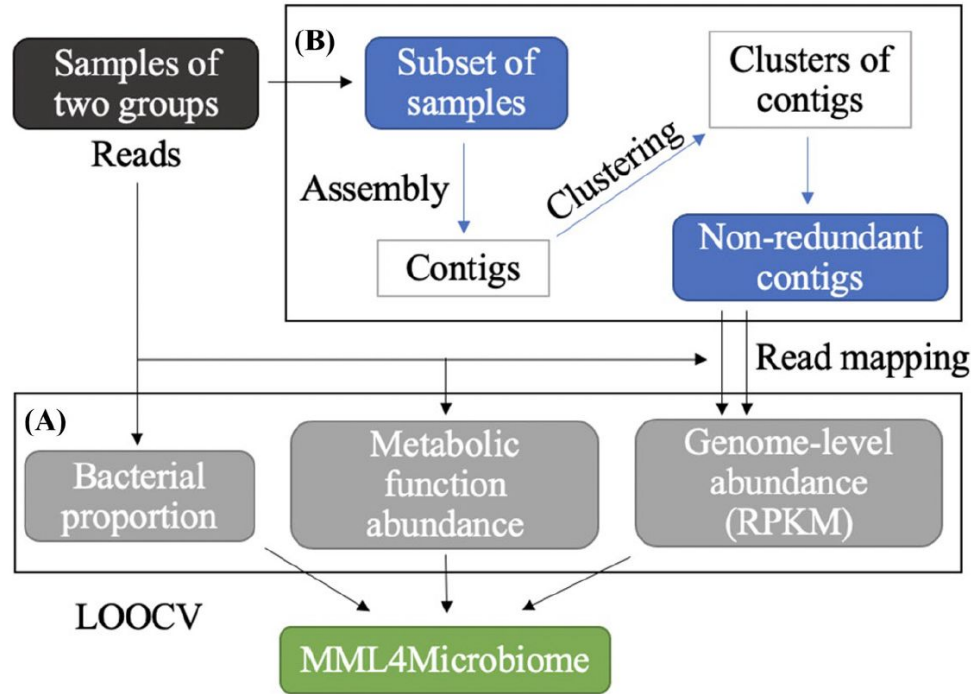 (B)
Samples of
two groups
Reads
Subset of
samples
Assembly
Contigs
Clustering
Clusters of
contigs
Non-redundant
contigs
Read mapping
(A)
Bacterial
proportion
Metabolic
function
abundance
Genome-level
abundance
(RPKM)
LOOCV
MML4Microbiome